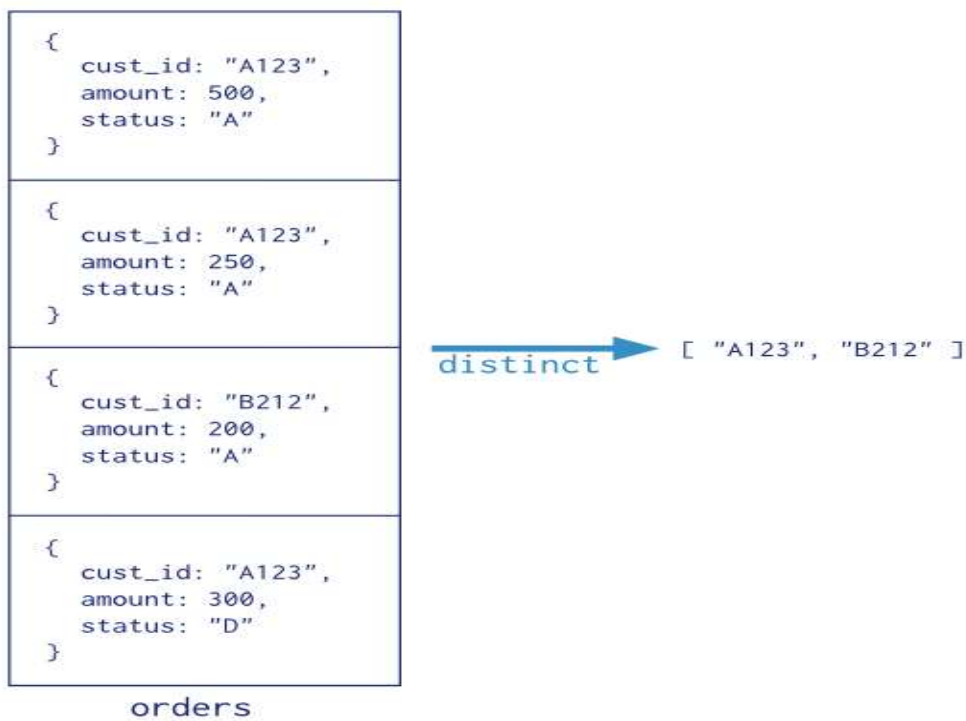 {
cust_id: "A123",
amount: 500,
status: "A"
}
{
cust_id: "A123",
amount: 250,
status: "A"
}
{
cust_id: "B212",
amount: 200,
status: "A"
}
{
cust_id: "A123",
amount: 300,
status: "D"
}
orders
distinct
[ "A123", "B212" ]